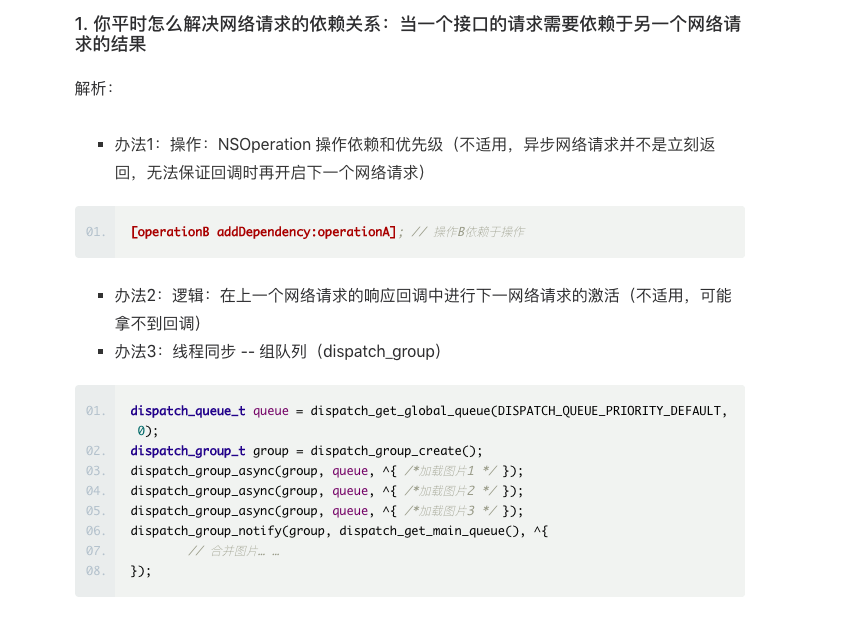 1. 你平时怎么解决网络请求的依赖关系：当一个接口的请求需要依赖于另一个网络请
求的结果
解析：
▪ 办法1：操作：NSOperation 操作依赖和优先级（不适用，异步网络请求并不是立刻返
回，无法保证回调时再开启下一个网络请求）
01. [operationB addDependency:operationA]; // 操作B依赖于操作
▪ 办法2：逻辑：在上一个网络请求的响应回调中进行下一网络请求的激活（不适用，可能
拿不到回调）
▪ 办法3：线程同步 -- 组队列（dispatch_group）
01. dispatch_queue_t queue = dispatch_get_global_queue(DISPATCH_QUEUE_PRIORITY_DEFAULT,
0);
02. dispatch_group_t group = dispatch_group_create();
03. dispatch_group_async(group, queue, ^{ /*加载图片1 */ });
04. dispatch_group_async(group, queue, ^{ /*加载图片2 */ });
05. dispatch_group_async(group, queue, ^{ /*加载图片3 */ });
06. dispatch_group_notify(group, dispatch_get_main_queue(), ^{
07. // 合并图片… …
08. });